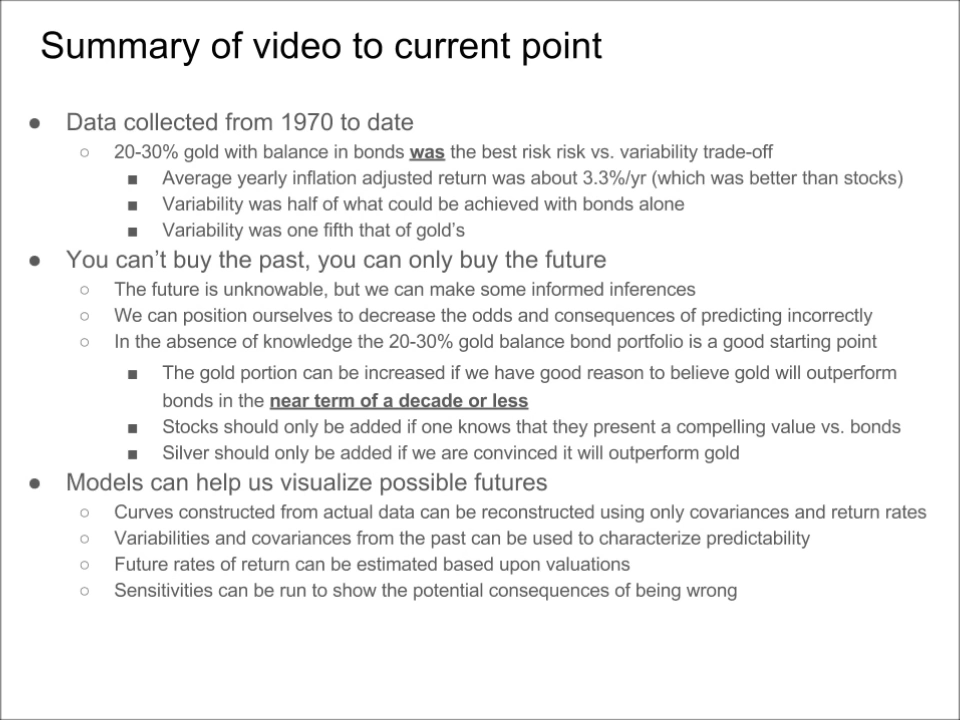 Summary of video to current point
● Data collected from 1970 to date
○ 20-30% gold with balance in bonds was the best risk risk vs. variability trade-off
■ Average yearly inflation adjusted return was about 3.3%/yr (which was better than stocks)
■ Variability was half of what could be achieved with bonds alone
■ Variability was one fifth that of gold's
● You can't buy the past, you can only buy the future
○ The future is unknowable, but we can make some informed inferences
○ We can position ourselves to decrease the odds and consequences of predicting incorrectly
○ In the absence of knowledge the 20-30% gold balance bond portfolio is a good starting point
■ The gold portion can be increased if we have good reason to believe gold will outperform
bonds in the near term of a decade or less
■ Stocks should only be added if one knows that they present a compelling value vs. bonds
■ Silver should only be added if we are convinced it will outperform gold
● Models can help us visualize possible futures
○ Curves constructed from actual data can be reconstructed using only covariances and return rates
○ Variabilities and covariances from the past can be used to characterize predictability
○ Future rates of return can be estimated based upon valuations
○ Sensitivities can be run to show the potential consequences of being wrong